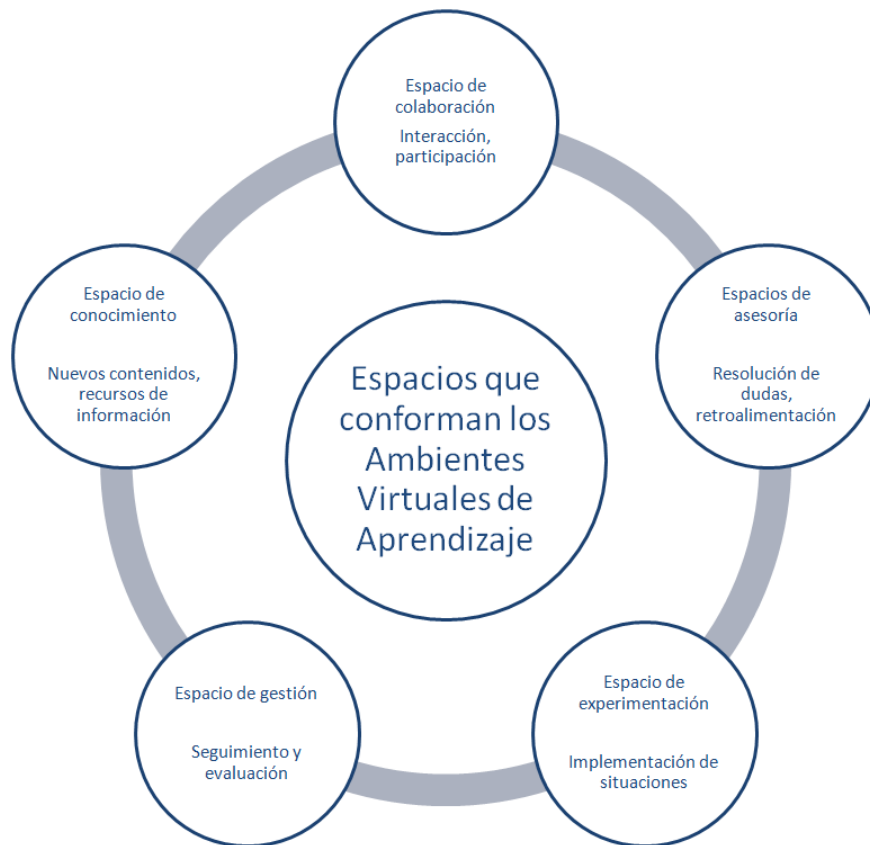 Espacio de
colaboración
Interacción,
participación
Espacio de
conocimiento
Nuevos contenidos,
recursos de
información
Espacios de
asesoría
Resolución de
dudas,
retroalimentación
Espacios que
conforman los
Ambientes
Virtuales de
Aprendizaje
Espacio de gestión
Seguimiento y
evaluación
Espacio de
experimentación
Implementación de
situaciones